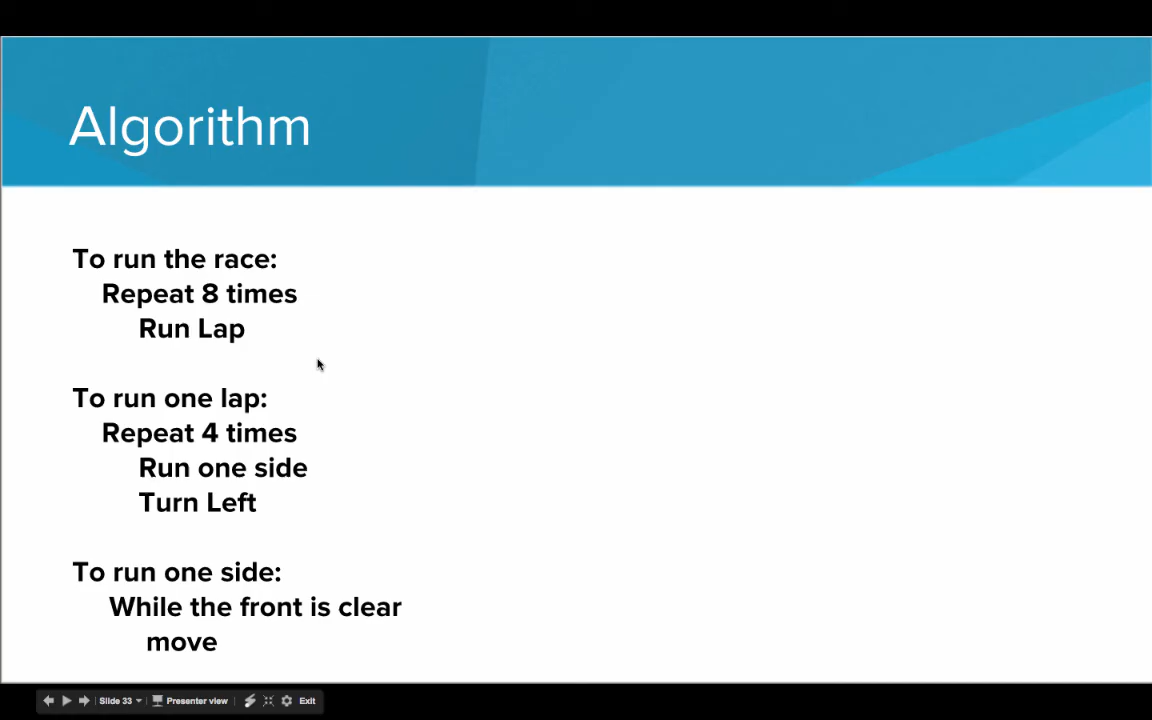 Algorithm
To run the race:
Repeat 8 times
Run Lap
To run one lap:
Repeat 4 times
Run one side
Turn Left
To run one side:
While the front is clear
move
Slide 33
Presenter view
Exit